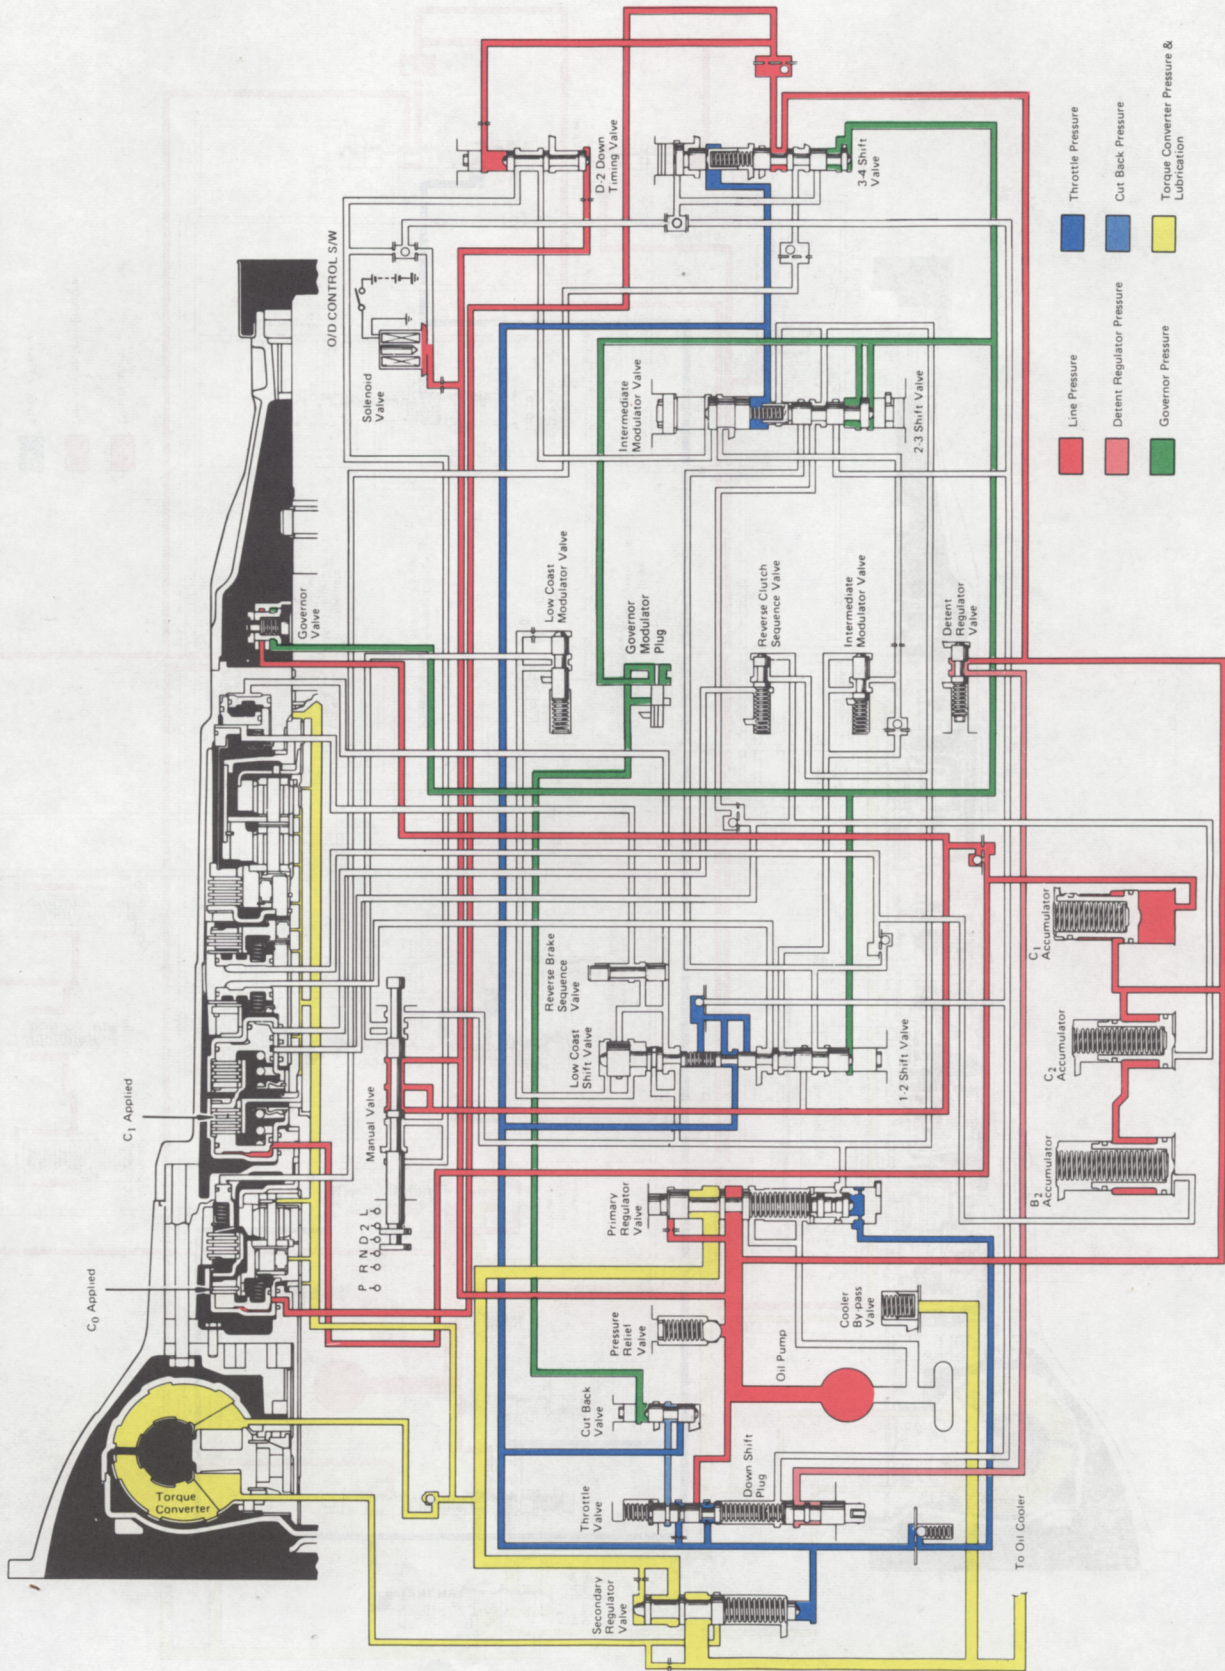 O/D CONTROL S/W
Solenoid
Valve
D-2 Down
Timing Valve
3-4 Shift
Valve
Governor
Valve
Low Coast
Modulator Valve
Governor
Modulator
Plug
Intermediate
Modulator Valve
2-3 Shift Valve
Reverse Clutch
Sequence Valve
Intermediate
Modulator Valve
Detent
Regulator
Valve
C1 Applied
Manual Valve
P R N D 2 L
Reverse Brake
Sequence
Valve
Low Coast
Shift Valve
1-2 Shift Valve
C0 Applied
Primary
Regulator
Valve
Pressure
Relief
Valve
Oil Pump
Cooler
By-pass
Valve
Cut Back
Valve
Torque
Converter
Throttle
Valve
Down Shift
Plug
Secondary
Regulator
Valve
To Oil Cooler
C1
Accumulator
C2
Accumulator
B2
Accumulator
Line Pressure
Throttle Pressure
Detent Regulator Pressure
Cut Back Pressure
Governor Pressure
Torque Converter Pressure &
Lubrication